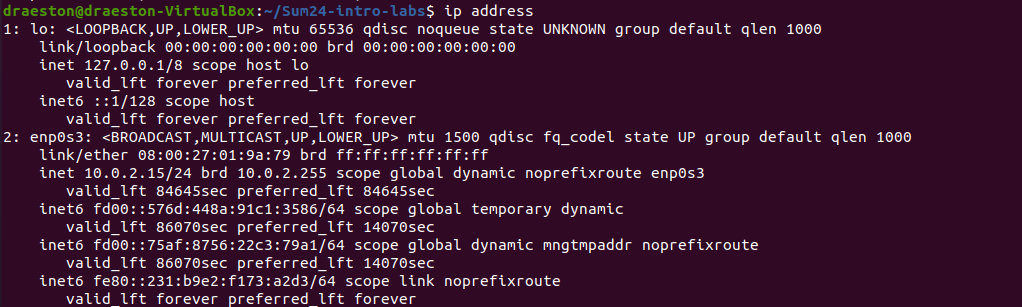 draeston@draeston-VirtualBox:~/Sum24-intro-labs$ ip address
1: lo: <LOOPBACK,UP,LOWER_UP> mtu 65536 qdisc noqueue state UNKNOWN group default qlen 1000
    link/loopback 00:00:00:00:00:00 brd 00:00:00:00:00:00
    inet 127.0.0.1/8 scope host lo
       valid_lft forever preferred_lft forever
    inet6 ::1/128 scope host
       valid_lft forever preferred_lft forever
2: enp0s3: <BROADCAST,MULTICAST,UP,LOWER_UP> mtu 1500 qdisc fq_codel state UP group default qlen 1000
    link/ether 08:00:27:01:9a:79 brd ff:ff:ff:ff:ff:ff
    inet 10.0.2.15/24 brd 10.0.2.255 scope global dynamic noprefixroute enp0s3
       valid_lft 84645sec preferred_lft 84645sec
    inet6 fd00::576d:448a:91c1:3586/64 scope global temporary dynamic
       valid_lft 86070sec preferred_lft 14070sec
    inet6 fd00::75af:8756:22c3:79a1/64 scope global dynamic mngtmpaddr noprefixroute
       valid_lft 86070sec preferred_lft 14070sec
    inet6 fe80::231:b9e2:f173:a2d3/64 scope link noprefixroute
       valid_lft forever preferred_lft forever